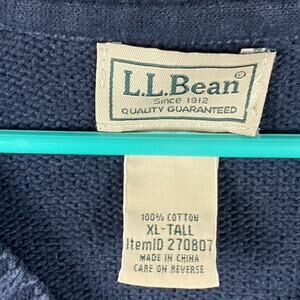 L.L.Bean®
Since 1912
QUALITY GUARANTEED
100% COTTON
XL-TALL
ItemID 270807
MADE IN CHINA
CARE ON REVERSE